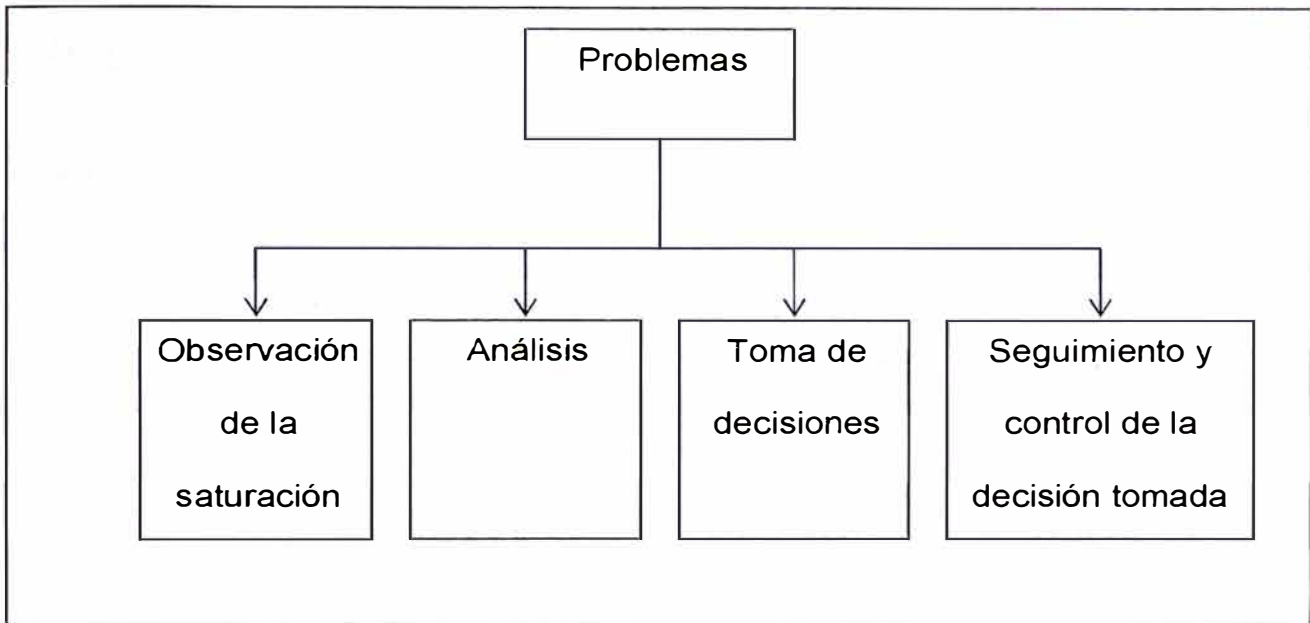 Problemas
Observación
de la
saturación
Análisis
Toma de
decisiones
Seguimiento y
control de la
decisión tomada